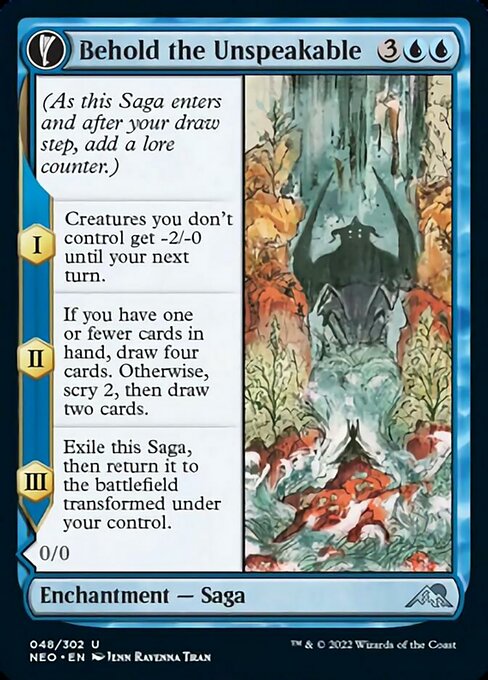 Behold the Unspeakable 3
(As this Saga enters
and after your draw
step, add a lore
counter.)
I
Creatures you don't
control get -2/-0
until your next
turn.
II
If you have one
or fewer cards in
hand, draw four
cards. Otherwise,
scry 2, then draw
two cards.
III
Exile this Saga,
then return it to
the battlefield
transformed under
your control.
0/0
Enchantment — Saga
048/302 U
NEO • EN Jenn Ravenna Tran
™ & © 2022 Wizards of the Coast